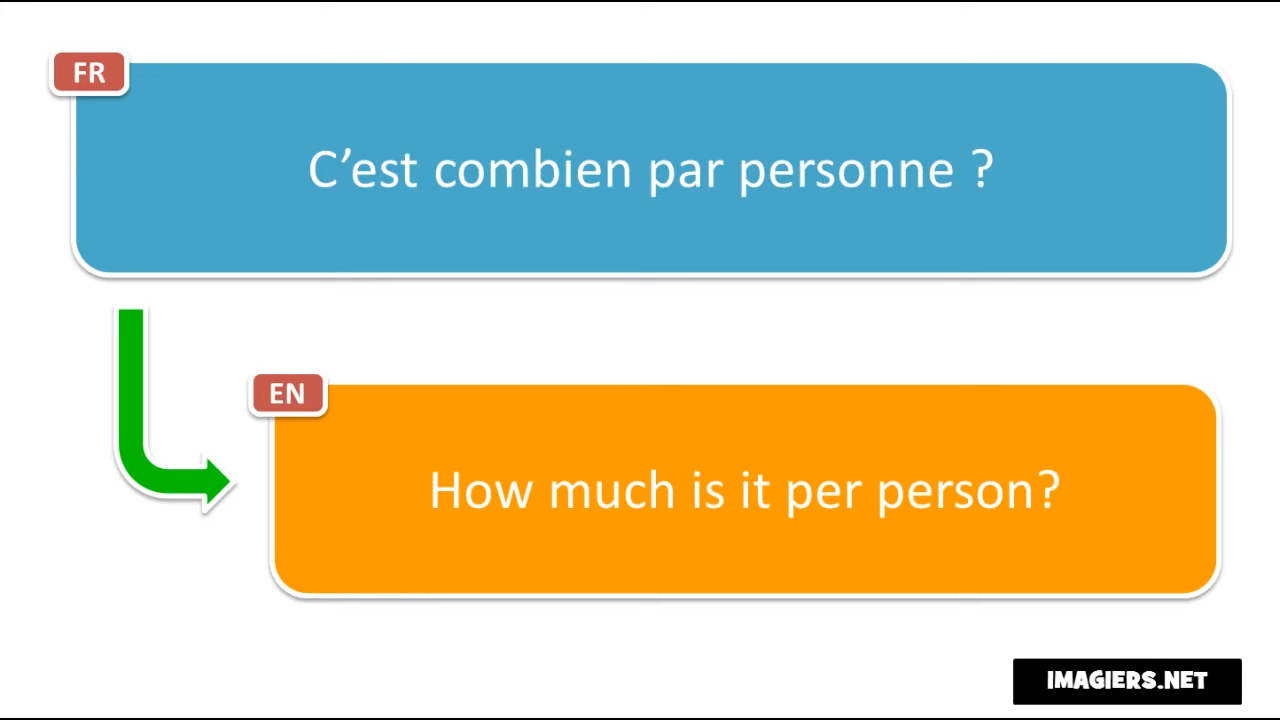 FR
C’est combien par personne ?
EN
How much is it per person?
IMAGIERS.NET